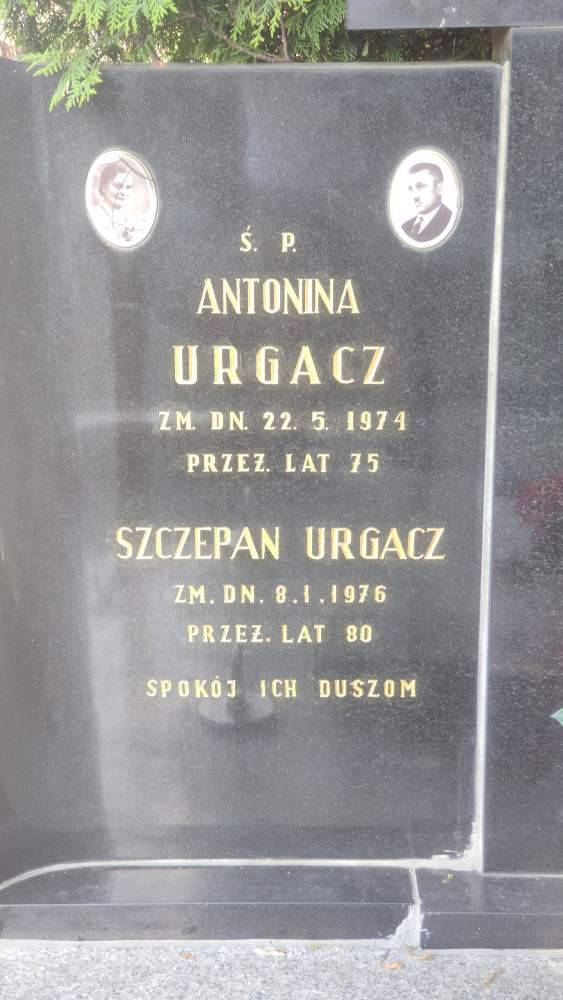 Ś. P.
ANTONINA
URGACZ
ZM. DN. 22. 5. 1974
PRZEŻ. LAT 75
SZCZEPAN URGACZ
ZM. DN. 8.1.1976
PRZEŻ. LAT 80
SPOKÓJ ICH DUSZOM